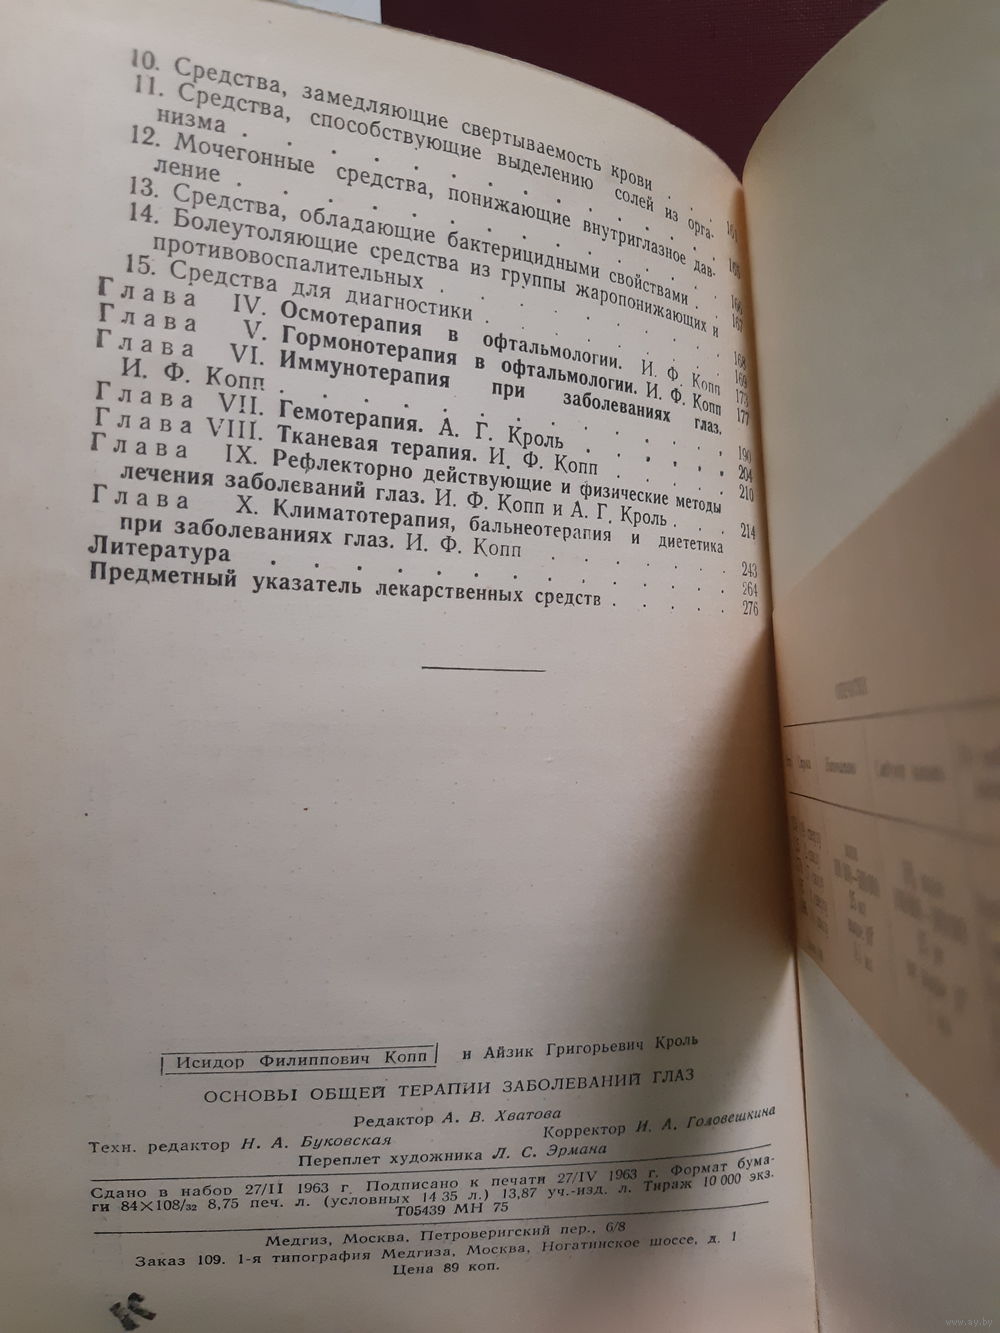 10. Средства, замедляющие свертываемость крови . . . 161
11. Средства, способствующие выделению солей из орга-
низма . . . . . . . . . . 
12. Мочегонные средства, понижающие внутриглазное дав-
ление . . . . . . . . . . 166
13. Средства, обладающие бактерицидными свойствами . . 167
14. Болеутоляющие средства из группы жаропонижающих и
противовоспалительных . . . . . . . 168
15. Средства для диагностики . . . . . . . 169
Глава IV. Осмотерапия в офтальмологии. И. Ф. Копп 173
Глава V. Гормонотерапия в офтальмологии. И. Ф. Копп 177
Глава VI. Иммунотерапия при заболеваниях глаз.
И. Ф. Копп . . . . . . . . . . 190
Глава VII. Гемотерапия. А. Г. Кроль . . . . . . 204
Глава VIII. Тканевая терапия. И. Ф. Копп . . . . . 210
Глава IX. Рефлекторно действующие и физические методы
лечения заболеваний глаз. И. Ф. Копп и А. Г. Кроль . . . 214
Глава X. Климатотерапия, бальнеотерапия и диететика
при заболеваниях глаз. И. Ф. Копп . . . . . . 243
Литература . . . . . . . . . . . 264
Предметный указатель лекарственных средств . . . . . 276
Исидор Филиппович Копп и Айзик Григорьевич Кроль
ОСНОВЫ ОБЩЕЙ ТЕРАПИИ ЗАБОЛЕВАНИЙ ГЛАЗ
Редактор А. В. Хватова
Техн. редактор Н. А. Буковская Корректор И. А. Головешкина
Переплет художника Л. С. Эрмана
Сдано в набор 27/II 1963 г. Подписано к печати 27/IV 1963 г. Формат бума-
ги 84×108/32 8,75 печ. л. (условных 14 35 л.) 13,87 уч.-изд. л. Тираж 10 000 экз.
Т05439 МН 75
Медгиз, Москва, Петроверигский пер., 6/8
Заказ 109. 1-я типография Медгиза, Москва, Ногатинское шоссе, д. 1
Цена 89 коп.
www.ay.by